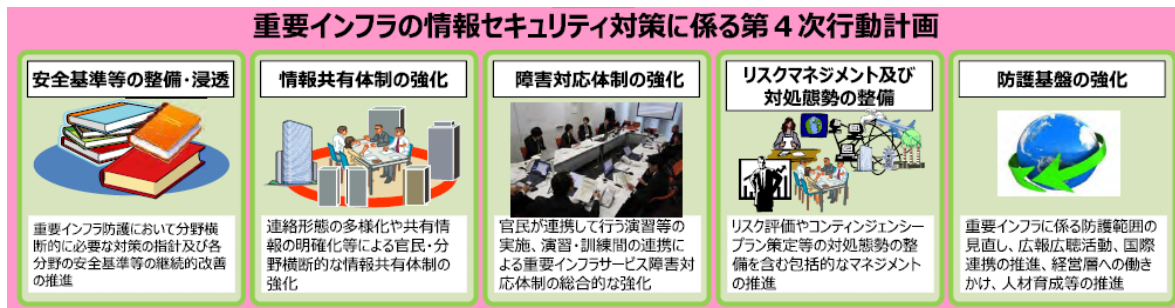 重要インフラの情報セキュリティ対策に係る第４次行動計画
安全基準等の整備・浸透
重要インフラ防護において分野横
断的に必要な対策の指針及び各
分野の安全基準等の継続的改善
の推進
情報共有体制の強化
連絡形態の多様化や共有情
報の明確化等による官民・分
野横断的な情報共有体制の
強化
障害対応体制の強化
官民が連携して行う演習等の
実施、演習・訓練間の連携に
よる重要インフラサービス障害対
応体制の総合的な強化
リスクマネジメント及び
対処態勢の整備
リスク評価やコンティンジェンシー
プラン策定等の対処態勢の整
備を含む包括的なマネジメント
の推進
防護基盤の強化
重要インフラに係る防護範囲の
見直し、広報広聴活動、国際
連携の推進、経営層への働き
かけ、人材育成等の推進